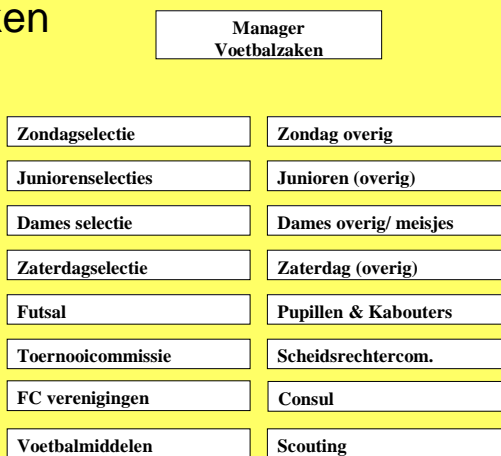 ken
Manager
Voetbalzaken
Zondagselectie
Zondag overig
Juniorenselecties
Junioren (overig)
Dames selectie
Dames overig/ meisjes
Zaterdagselectie
Zaterdag (overig)
Futsal
Pupillen & Kabouters
Toernooicommissie
Scheidsrechtercom.
FC verenigingen
Consul
Voetbalmiddelen
Scouting